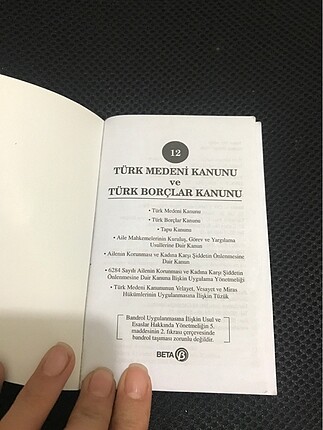 12
TÜRK MEDENİ KANUNU
ve
TÜRK BORÇLAR KANUNU
• Türk Medeni Kanunu
• Türk Borçlar Kanunu
• Tapu Kanunu
• Aile Mahkemelerinin Kuruluş, Görev ve Yargılama
Usullerine Dair Kanun
• Ailenin Korunması ve Kadına Karşı Şiddetin Önlenmesine
Dair Kanun
• 6284 Sayılı Ailenin Korunması ve Kadına Karşı Şiddetin
Önlenmesine Dair Kanuna İlişkin Uygulama Yönetmeliği
• Türk Medeni Kanununun Velayet, Vesayet ve Miras
Hükümlerinin Uygulanmasına İlişkin Tüzük
Bandrol Uygulanmasına İlişkin Usul ve
Esaslar Hakkında Yönetmeliğin 5.
maddesinin 2. fıkrası çerçevesinde
bandrol taşıması zorunlu değildir.
BETA